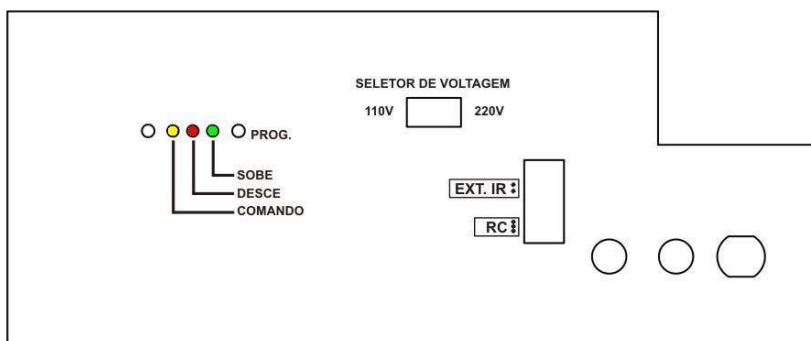 SELETOR DE VOLTAGEM
110V 220V
PROG.
SOBE
DESCE
COMANDO
EXT. IR
RC